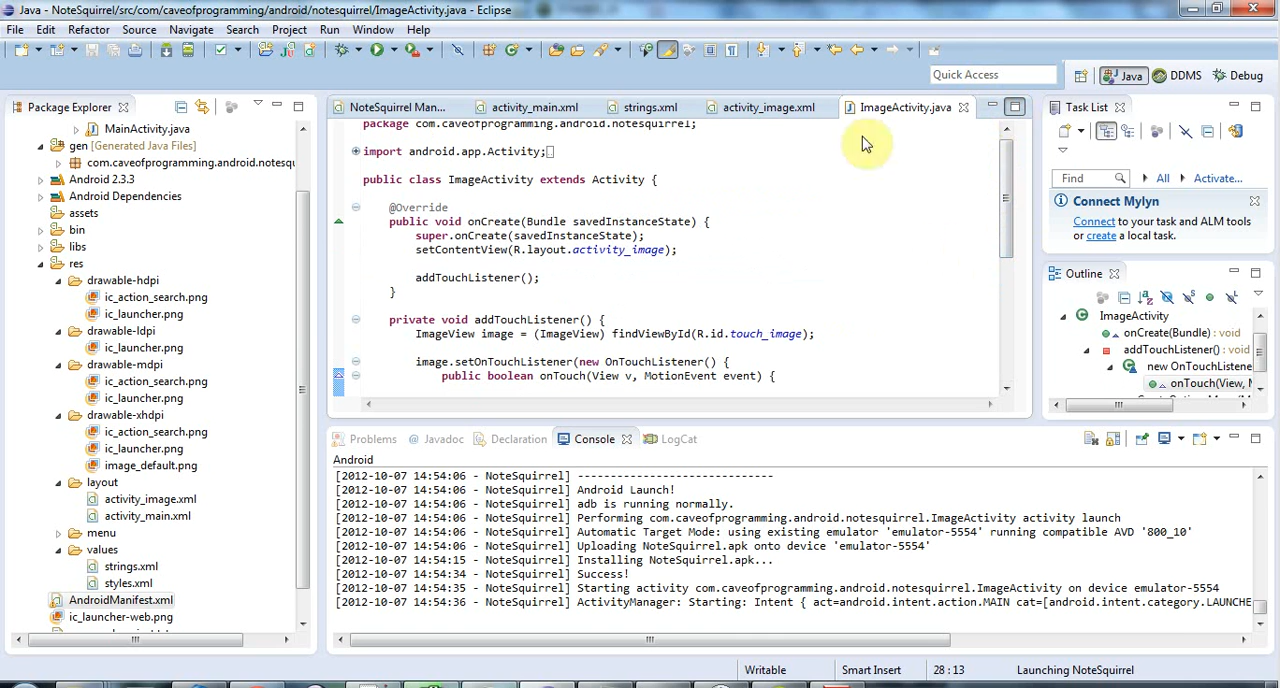 Java - NoteSquirrel/src/com/caveofprogramming/android/notesquirrel/ImageActivity.java - Eclipse
File Edit Refactor Source Navigate Search Project Run Window Help
Quick Access Java DDMS Debug
Package Explorer
MainActivity.java
gen [Generated Java Files]
com.caveofprogramming.android.notesqu
Android 2.3.3
Android Dependencies
assets
bin
libs
res
drawable-hdpi
ic_action_search.png
ic_launcher.png
drawable-ldpi
ic_launcher.png
drawable-mdpi
ic_action_search.png
ic_launcher.png
drawable-xhdpi
ic_action_search.png
ic_launcher.png
image_default.png
layout
activity_image.xml
activity_main.xml
menu
values
strings.xml
styles.xml
AndroidManifest.xml
ic_launcher-web.png
NoteSquirrel Man... activity_main.xml strings.xml activity_image.xml ImageActivity.java
package com.caveofprogramming.android.notesquirrel;
import android.app.Activity;
public class ImageActivity extends Activity {
@Override
public void onCreate(Bundle savedInstanceState) {
super.onCreate(savedInstanceState);
setContentView(R.layout.activity_image);
addTouchListener();
}
private void addTouchListener() {
ImageView image = (ImageView) findViewById(R.id.touch_image);
image.setOnTouchListener(new OnTouchListener() {
public boolean onTouch(View v, MotionEvent event) {
Task List
Find All Activate...
Connect Mylyn
Connect to your task and ALM tools
or create a local task.
Outline
ImageActivity
onCreate(Bundle) : void
addTouchListener() : void
new OnTouchListene
onTouch(View, M
Problems Javadoc Declaration Console LogCat
Android
[2012-10-07 14:54:06 - NoteSquirrel] ------------------------------
[2012-10-07 14:54:06 - NoteSquirrel] Android Launch!
[2012-10-07 14:54:06 - NoteSquirrel] adb is running normally.
[2012-10-07 14:54:06 - NoteSquirrel] Performing com.caveofprogramming.android.notesquirrel.ImageActivity activity launch
[2012-10-07 14:54:06 - NoteSquirrel] Automatic Target Mode: using existing emulator 'emulator-5554' running compatible AVD '800_10'
[2012-10-07 14:54:06 - NoteSquirrel] Uploading NoteSquirrel.apk onto device 'emulator-5554'
[2012-10-07 14:54:15 - NoteSquirrel] Installing NoteSquirrel.apk...
[2012-10-07 14:54:34 - NoteSquirrel] Success!
[2012-10-07 14:54:35 - NoteSquirrel] Starting activity com.caveofprogramming.android.notesquirrel.ImageActivity on device emulator-5554
[2012-10-07 14:54:36 - NoteSquirrel] ActivityManager: Starting: Intent { act=android.intent.action.MAIN cat=[android.intent.category.LAUNCHE
Writable Smart Insert 28 : 13 Launching NoteSquirrel